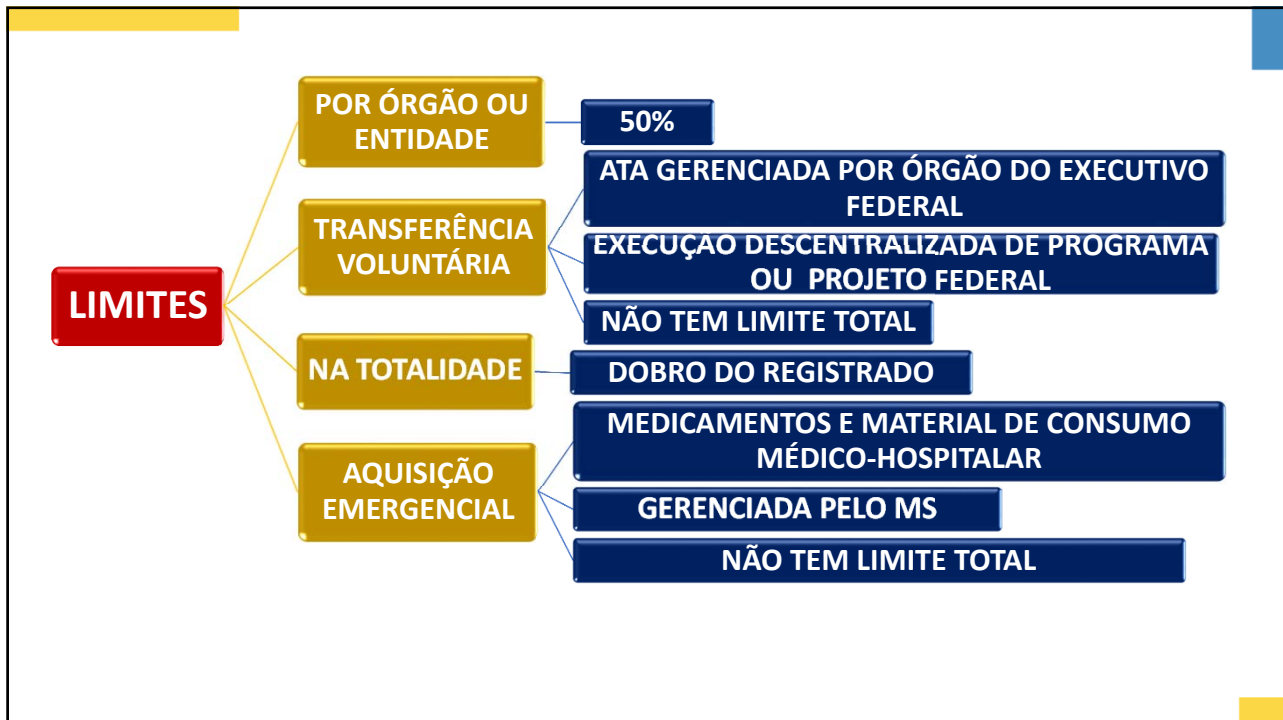 LIMITES
POR ÓRGÃO OU
ENTIDADE
50%
TRANSFERÊNCIA
VOLUNTÁRIA
ATA GERENCIADA POR ÓRGÃO DO EXECUTIVO
FEDERAL
EXECUÇÃO DESCENTRALIZADA DE PROGRAMA
OU PROJETO FEDERAL
NÃO TEM LIMITE TOTAL
NA TOTALIDADE
DOBRO DO REGISTRADO
AQUISIÇÃO
EMERGENCIAL
MEDICAMENTOS E MATERIAL DE CONSUMO
MÉDICO-HOSPITALAR
GERENCIADA PELO MS
NÃO TEM LIMITE TOTAL